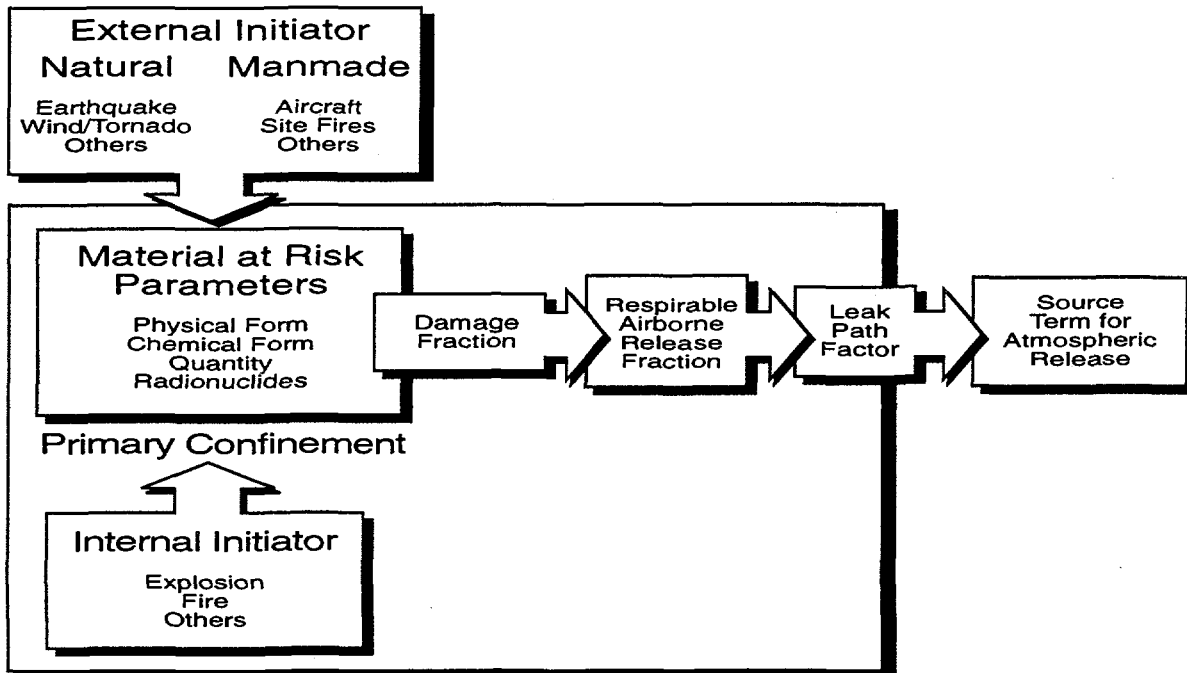 External Initiator
Natural Manmade
Earthquake
Wind/Tornado
Others
Aircraft
Site Fires
Others
Material at Risk
Parameters
Physical Form
Chemical Form
Quantity
Radionuclides
Damage
Fraction
Respirable
Airborne
Release
Fraction
Leak
Path
Factor
Source
Term for
Atmospheric
Release
Primary Confinement
Internal Initiator
Explosion
Fire
Others